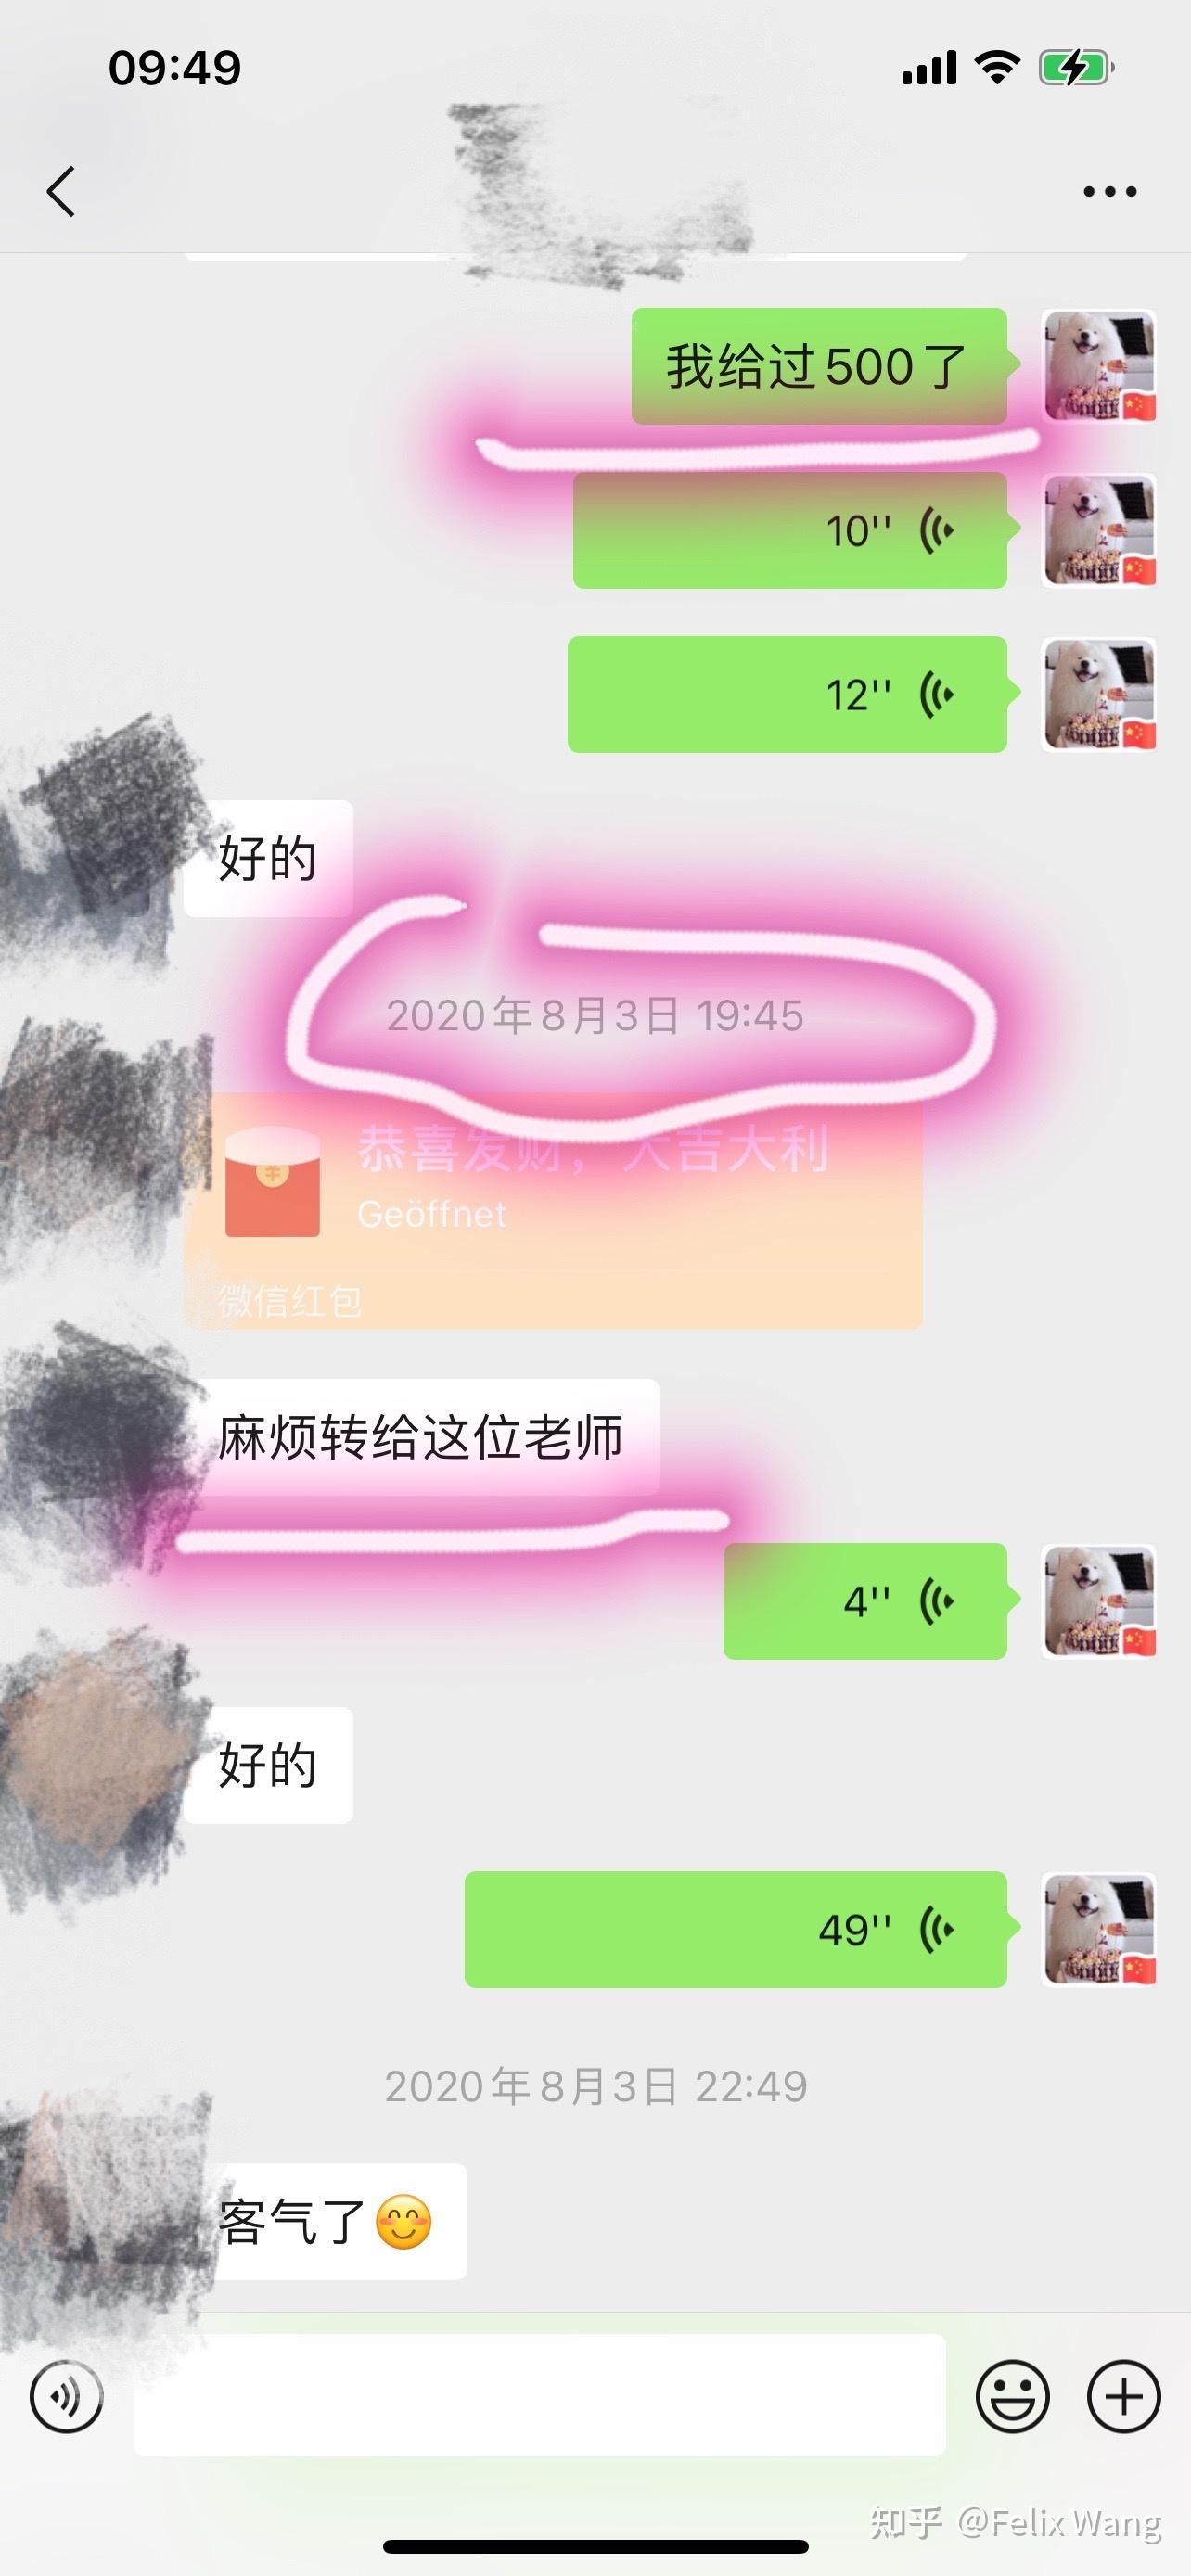 09:49
我给过500了
10''
12''
好的
2020年8月3日 19:45
恭喜发财，大吉大利
Geöffnet
微信红包
麻烦转给这位老师
4''
好的
49''
2020年8月3日 22:49
客气了😊
知乎 @Felix Wang